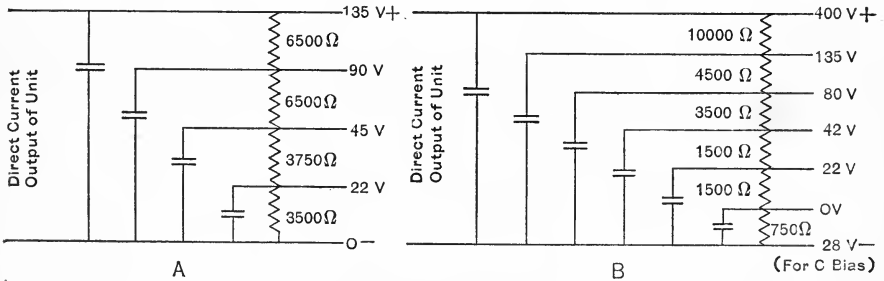 Direct Current
Output of Unit
135 V+
6500Ω
90 V
6500Ω
45 V
3750Ω
22 V
3500Ω
0 -
A
Direct Current
Output of Unit
400 V+
10000 Ω
135 V
4500 Ω
80 V
3500 Ω
42 V
1500 Ω
22 V
1500 Ω
0V
750Ω
28 V-
(For C Bias)
B